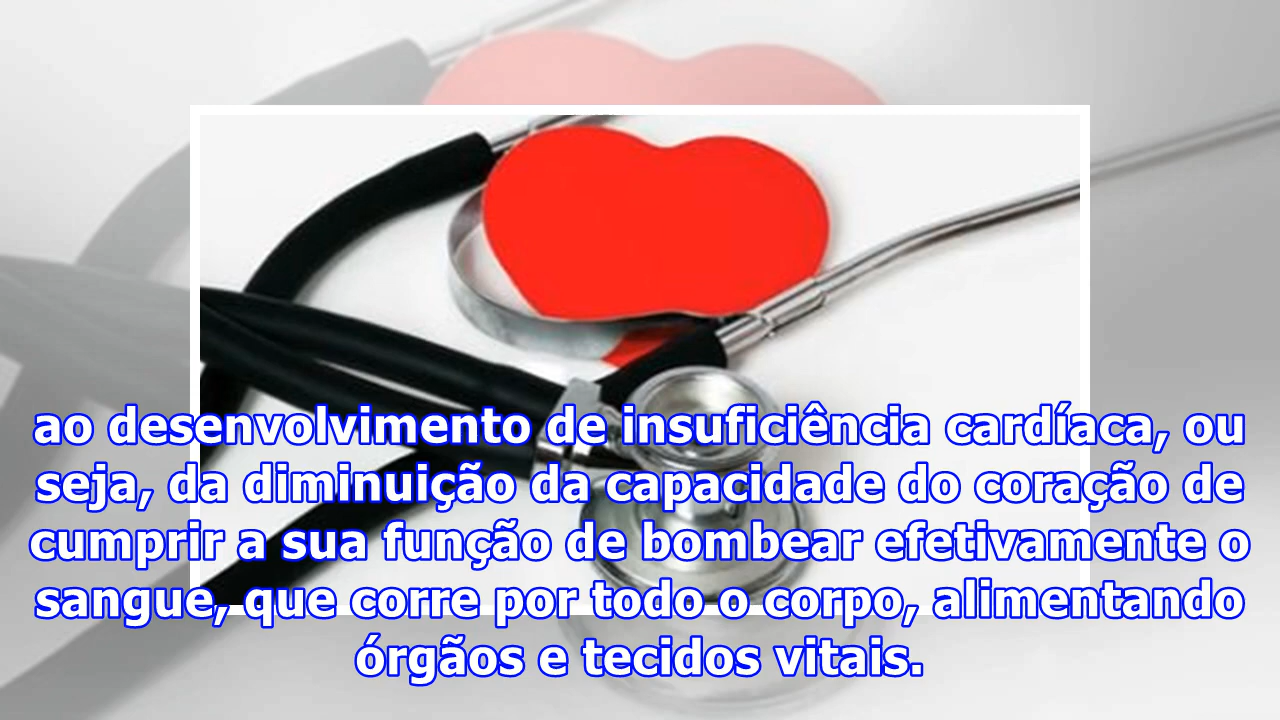 ao desenvolvimento de insuficiência cardíaca, ou
seja, da diminuição da capacidade do coração de
cumprir a sua função de bombear efetivamente o
sangue, que corre por todo o corpo, alimentando
órgãos e tecidos vitais.